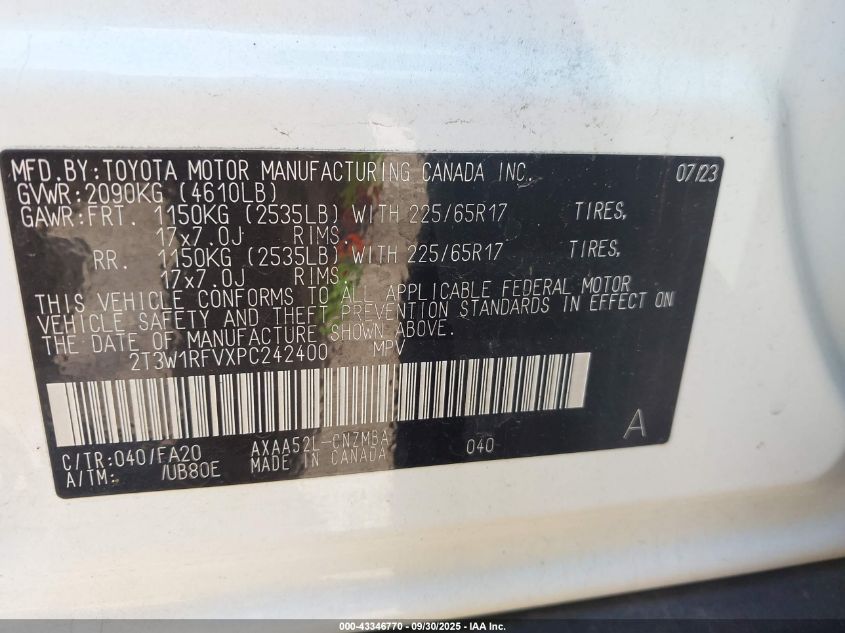 MFD.BY:TOYOTA MOTOR MANUFACTURING CANADA INC. 07/23
GVWR:2090KG (4610LB)
GAWR:FRT. 1150KG (2535LB) WITH 225/65R17 TIRES,
17x7.0J RIMS.
RR. 1150KG (2535LB) WITH 225/65R17 TIRES,
17x7.0J RIMS.
THIS VEHICLE CONFORMS TO ALL APPLICABLE FEDERAL MOTOR
VEHICLE SAFETY AND THEFT PREVENTION STANDARDS IN EFFECT ON
THE DATE OF MANUFACTURE SHOWN ABOVE.
2T3W1RFVXPC242400 MPV
C/TR:040/FA20 AXAA52L-CNZMBA 040 A
A/TM: /UB80E MADE IN CANADA
000-43346770 — 09/30/2025 — IAA Inc.